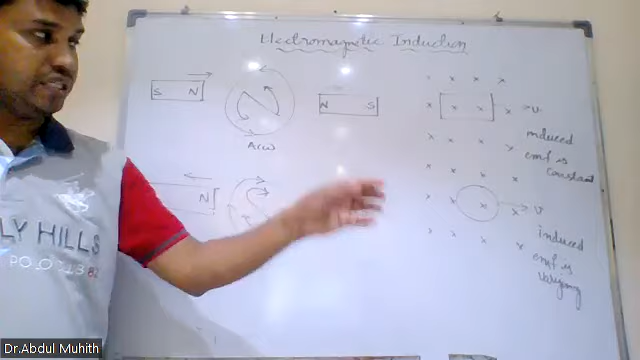 Electromagnetic Induction
S N
N S
ACW
v
induced
emf is
Constant
N
v
induced
emf is
Varying
LY HILLS
Dr.Abdul Muhith